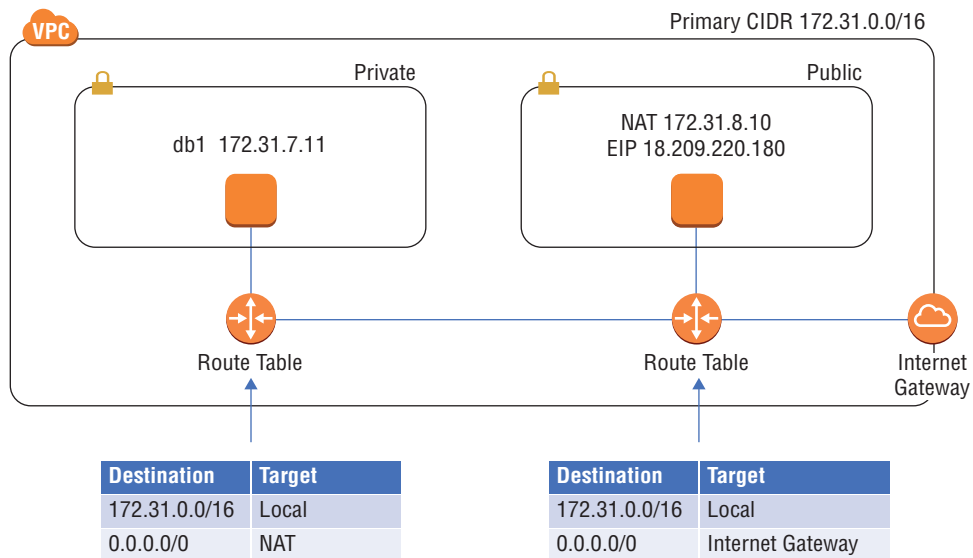 VPC
Primary CIDR 172.31.0.0/16
Private
Public
db1 172.31.7.11
NAT 172.31.8.10
EIP 18.209.220.180
Route Table
Route Table
Internet
Gateway
Destination Target
172.31.0.0/16 Local
0.0.0.0/0 NAT
Destination Target
172.31.0.0/16 Local
0.0.0.0/0 Internet Gateway